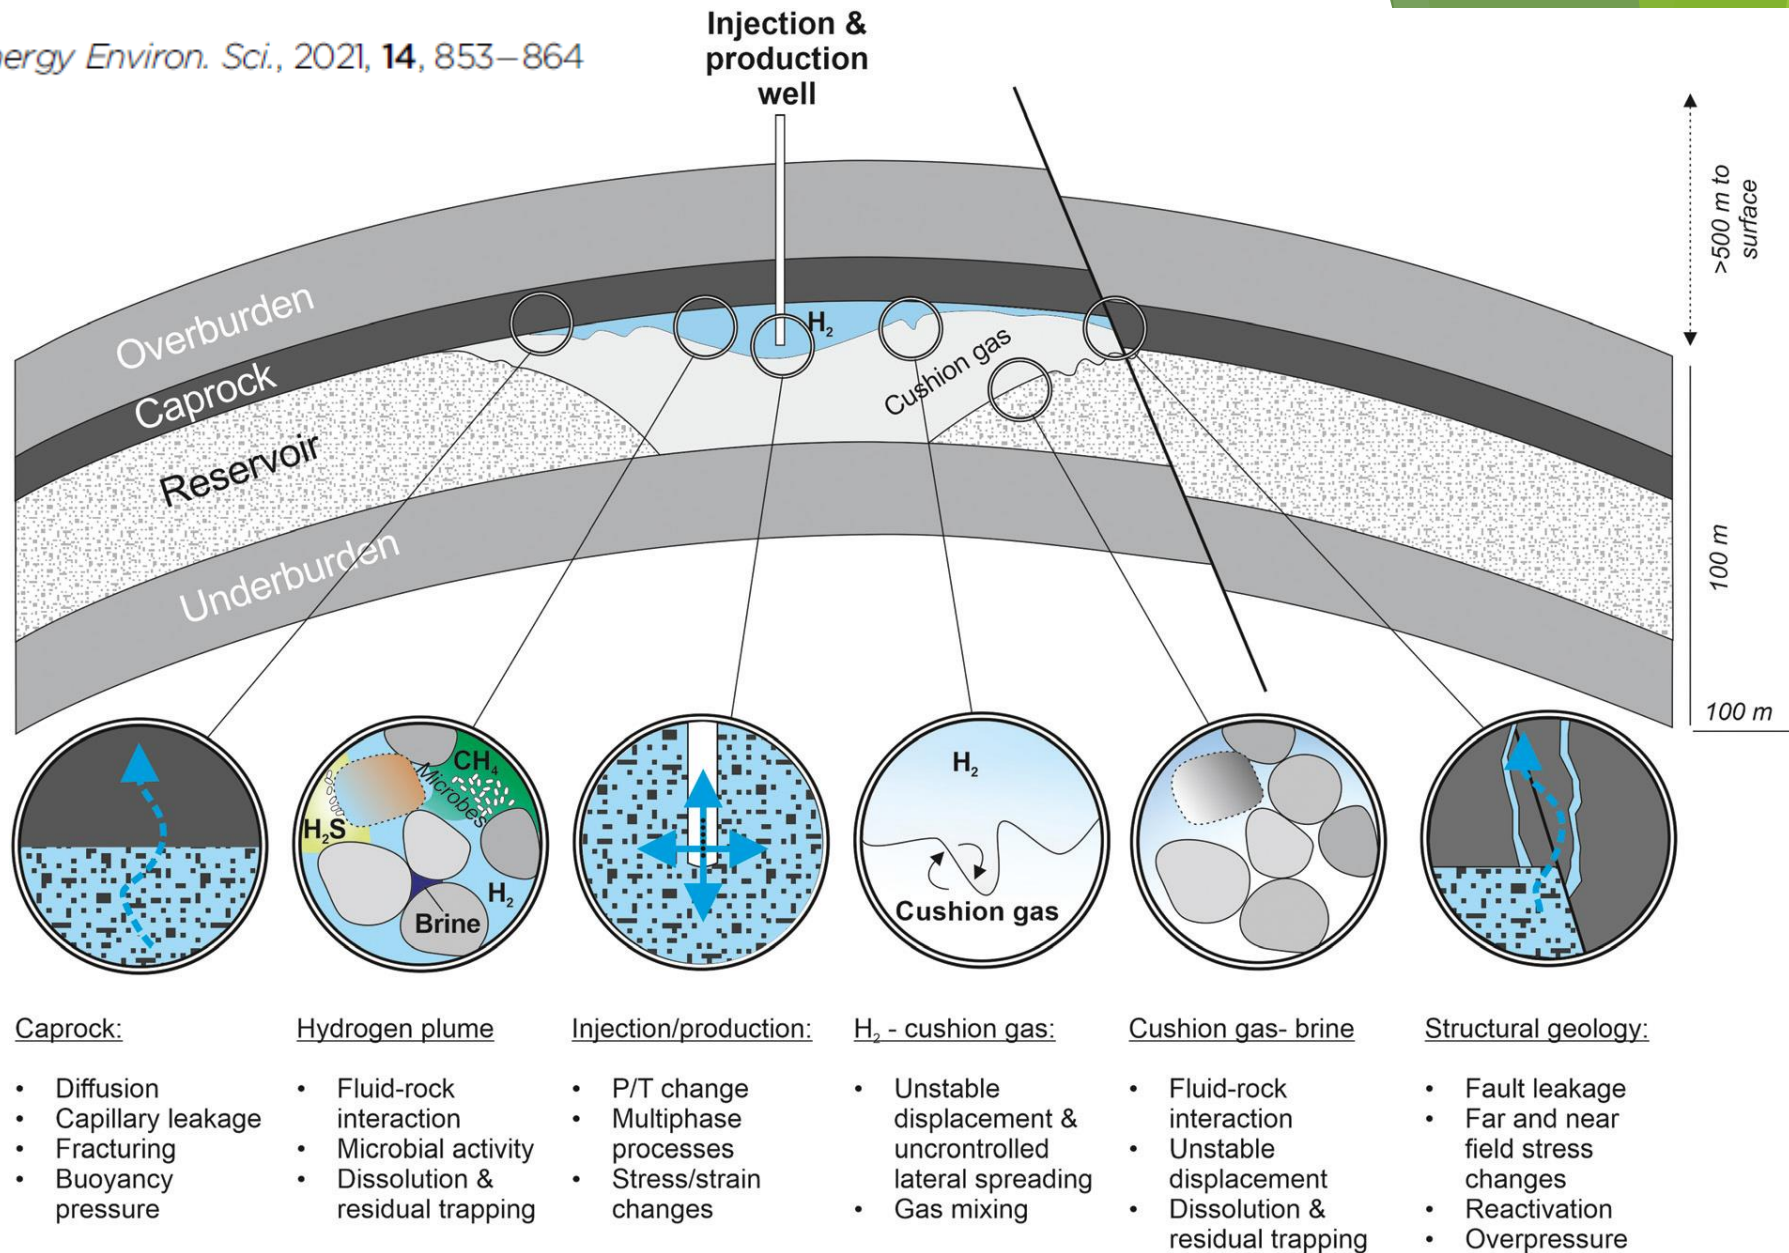 nergy Environ. Sci., 2021, 14, 853–864
Injection &
production
well
>500 m to
surface
Overburden
Caprock
Reservoir
Underburden
H₂
Cushion gas
100 m
100 m
CH₄
Microbes
H₂S
H₂
Brine
H₂
Cushion gas
Caprock:
• Diffusion
• Capillary leakage
• Fracturing
• Buoyancy
pressure
Hydrogen plume
• Fluid-rock
interaction
• Microbial activity
• Dissolution &
residual trapping
Injection/production:
• P/T change
• Multiphase
processes
• Stress/strain
changes
H₂ - cushion gas:
• Unstable
displacement &
uncontrolled
lateral spreading
• Gas mixing
Cushion gas- brine
• Fluid-rock
interaction
• Unstable
displacement
• Dissolution &
residual trapping
Structural geology:
• Fault leakage
• Far and near
field stress
changes
• Reactivation
• Overpressure